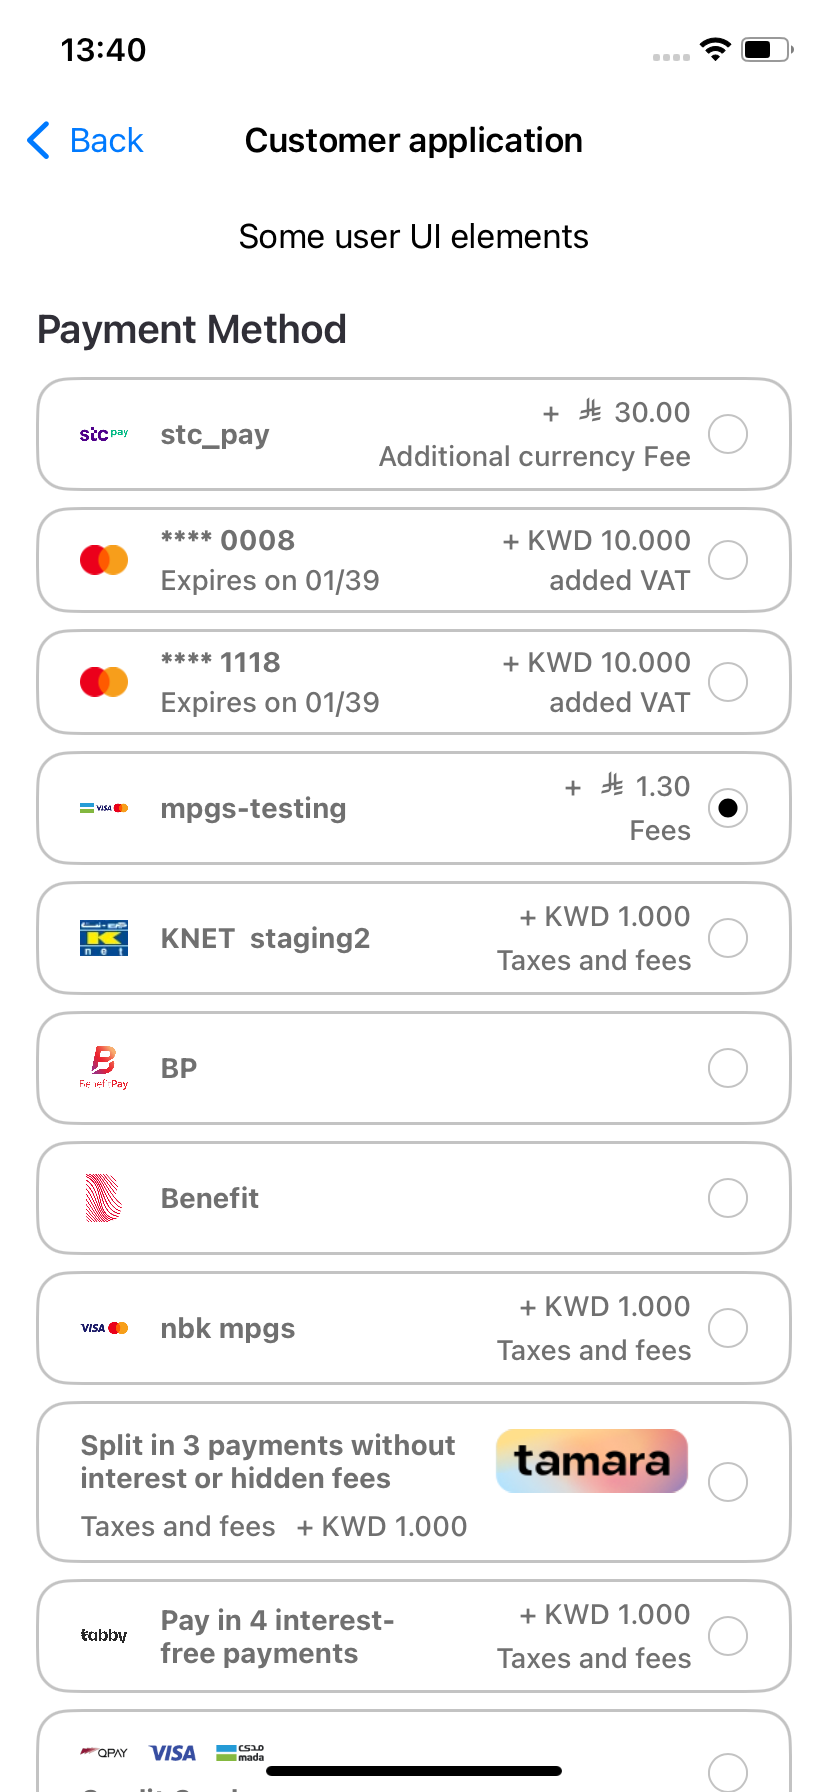 13:40
Back
Customer application
Some user UI elements
Payment Method
stc pay
stc_pay
+ 30.00
Additional currency Fee
**** 0008
Expires on 01/39
+ KWD 10.000
added VAT
**** 1118
Expires on 01/39
+ KWD 10.000
added VAT
VISA
mpgs-testing
+ 1.30
Fees
K
net
KNET staging2
+ KWD 1.000
Taxes and fees
B
BenefitPay
BP
Benefit
VISA
nbk mpgs
+ KWD 1.000
Taxes and fees
Split in 3 payments without
interest or hidden fees
tamara
Taxes and fees + KWD 1.000
tabby
Pay in 4 interest-
free payments
+ KWD 1.000
Taxes and fees
QPAY VISA مدى mada